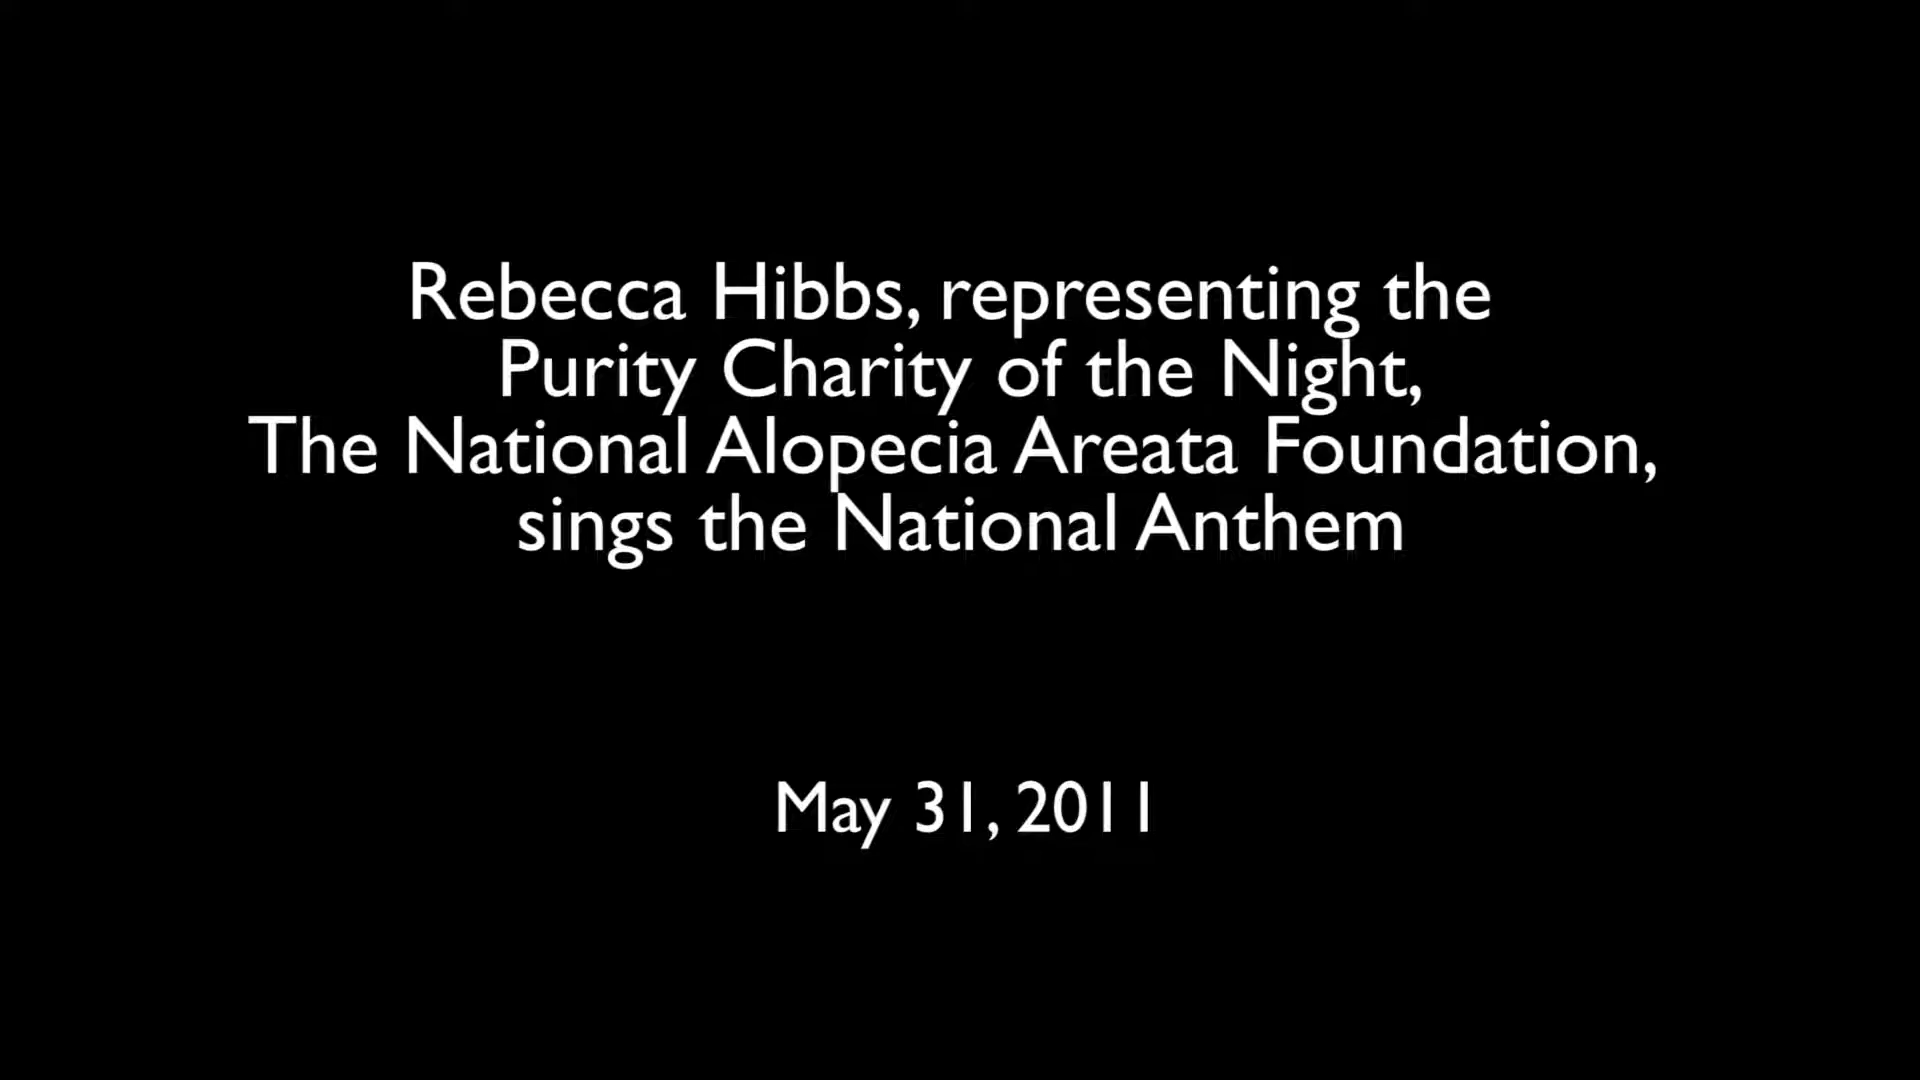 Rebecca Hibbs, representing the
Purity Charity of the Night,
The National Alopecia Areata Foundation,
sings the National Anthem
May 31, 2011